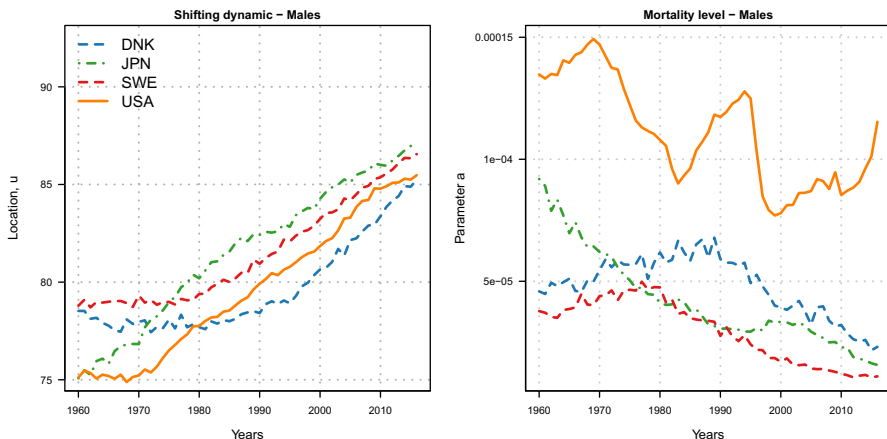 Shifting dynamic – Males
Location, u
90
85
80
75
DNK
JPN
SWE
USA
1960 1970 1980 1990 2000 2010
Years
Mortality level – Males
Parameter a
0.00015
1e−04
5e−05
1960 1970 1980 1990 2000 2010
Years